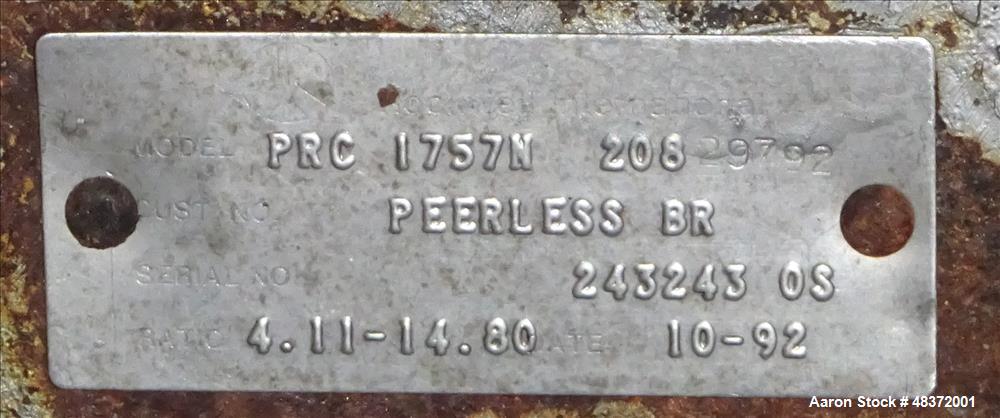 Rockwell International
MODEL PRC 1757N 208 29792
CUST NO. PEERLESS BR
SERIAL NO 243243 0S
RATIO 4.11-14.80 DATE 10-92
Aaron Stock # 48372001